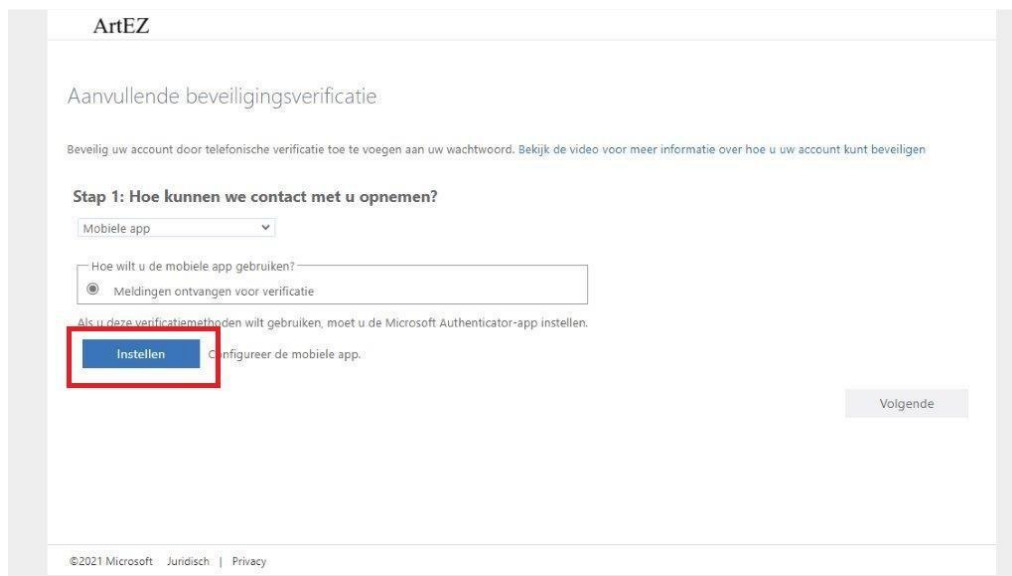 ArtEZ
Aanvullende beveiligingsverificatie
Beveilig uw account door telefonische verificatie toe te voegen aan uw wachtwoord. Bekijk de video voor meer informatie over hoe u uw account kunt beveiligen
Stap 1: Hoe kunnen we contact met u opnemen?
Mobiele app
Hoe wilt u de mobiele app gebruiken?
Meldingen ontvangen voor verificatie
Als u deze verificatiemethoden wilt gebruiken, moet u de Microsoft Authenticator-app instellen.
Instellen Configureer de mobiele app.
Volgende
©2021 Microsoft Juridisch | Privacy